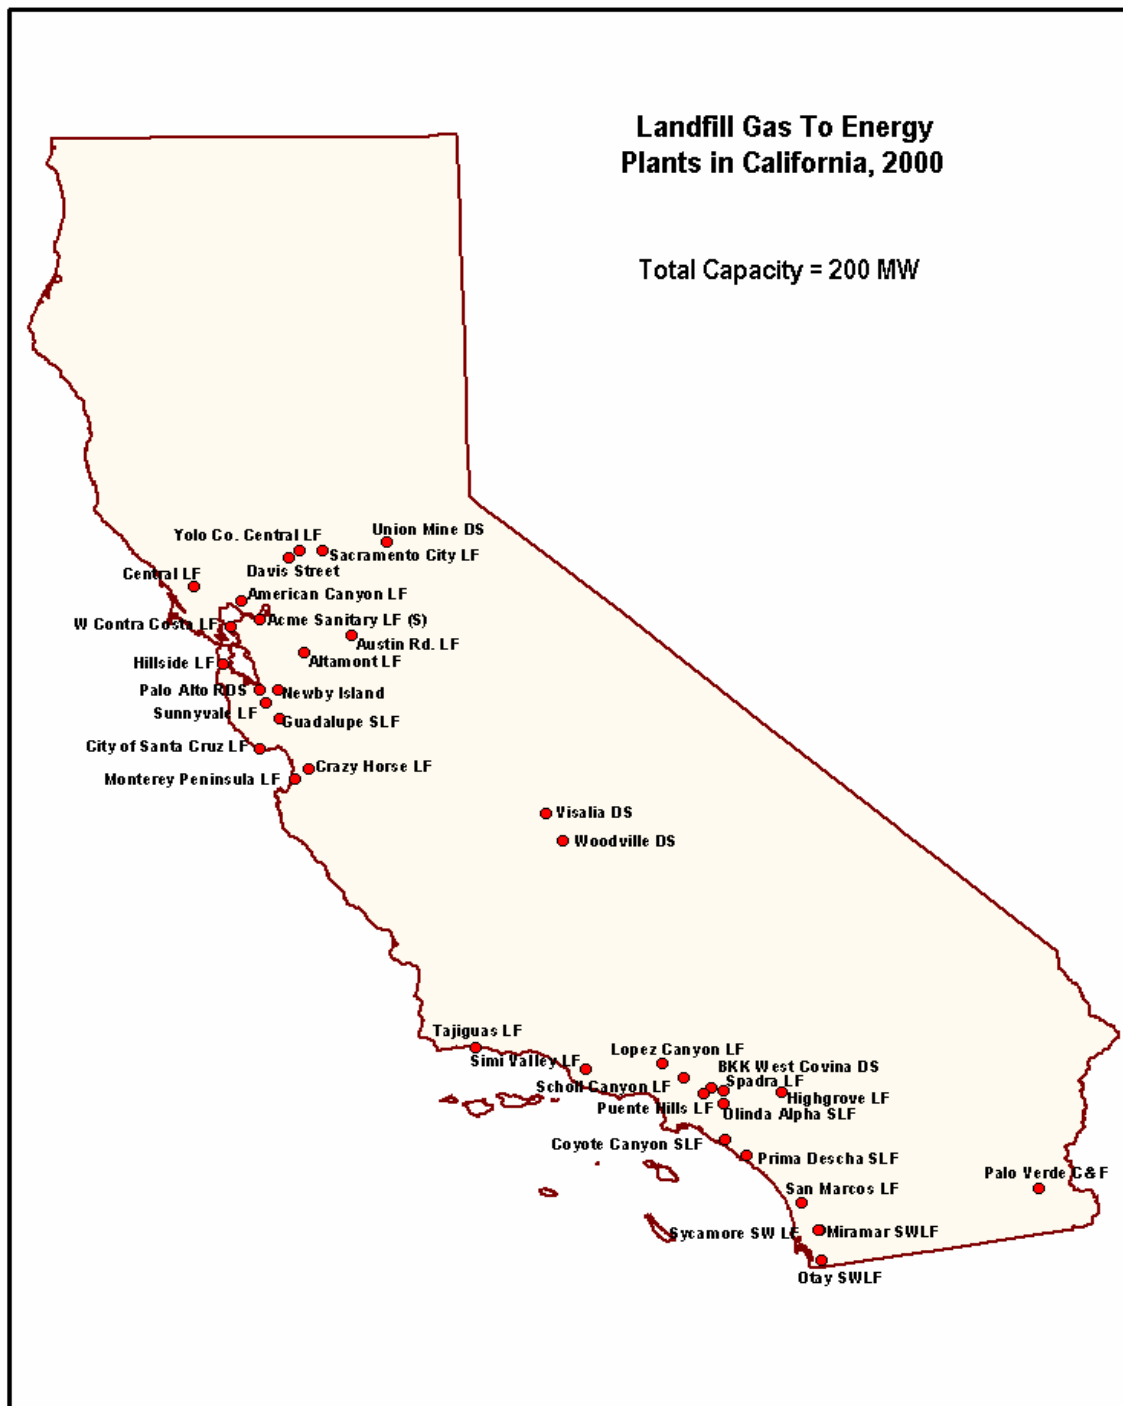 Landfill Gas To Energy
Plants in California, 2000
Total Capacity = 200 MW
Union Mine DS
Yolo Co. Central LF
Sacramento City LF
Davis Street
Central LF
American Canyon LF
Acme Sanitary LF (S)
W Contra Costa LF
Austin Rd. LF
Altamont LF
Hillside LF
Palo Alto RDS
Newby Island
Sunnyvale LF
Guadalupe SLF
City of Santa Cruz LF
Crazy Horse LF
Monterey Peninsula LF
Visalia DS
Woodville DS
Tajiguas LF
Lopez Canyon LF
Simi Valley LF
BKK West Covina DS
Scholl Canyon LF
Spadra LF
Highgrove LF
Puente Hills LF
Olinda Alpha SLF
Coyote Canyon SLF
Prima Descha SLF
Palo Verde C&F
San Marcos LF
Sycamore SW LF
Miramar SWLF
Otay SWLF